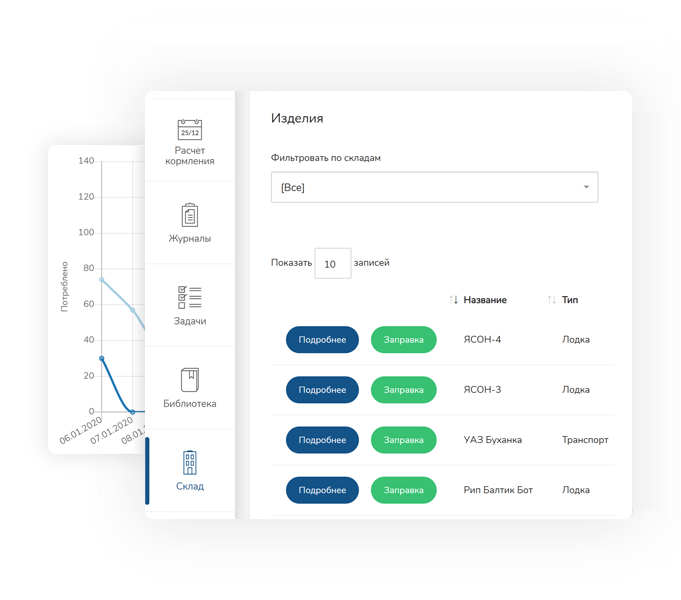 140
120
100
80
60
40
20
0
Потреблено
06.01.2020
07.01.2020
25/12
Расчет
кормления
Журналы
Задачи
Библиотека
Склад
Изделия
Фильтровать по складам
[Все]
Показать 10 записей
Название Тип
Подробнее Заправка ЯСОН-4 Лодка
Подробнее Заправка ЯСОН-3 Лодка
Подробнее Заправка УАЗ Буханка Транспорт
Подробнее Заправка Рип Балтик Бот Лодка